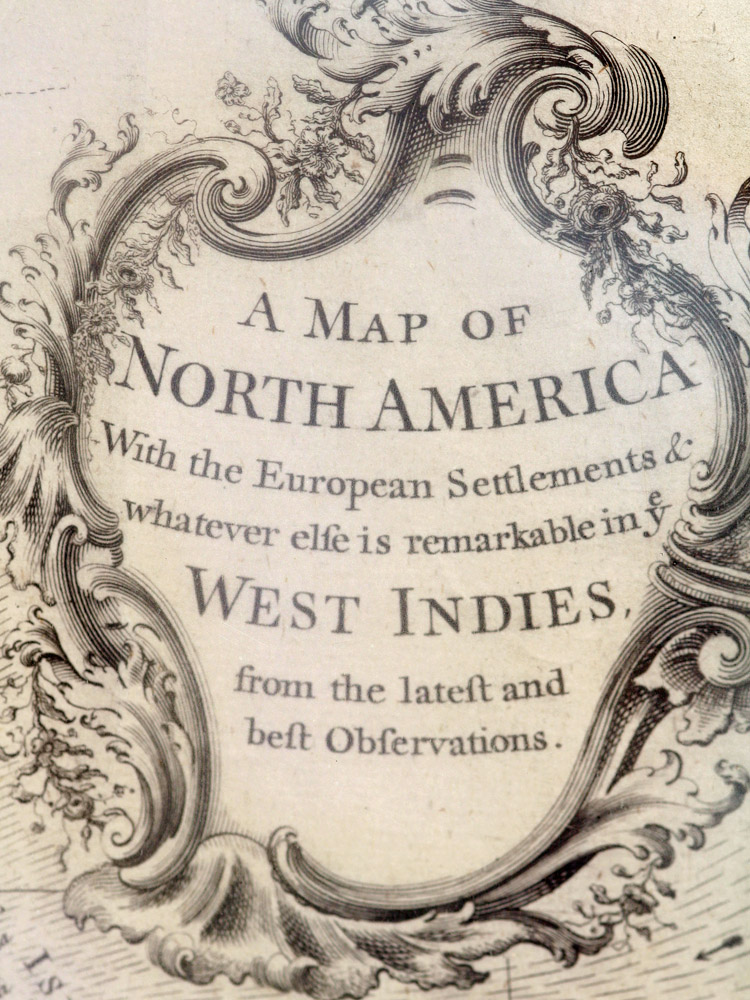 A MAP OF
NORTH AMERICA
With the European Settlements &
whatever elſe is remarkable in yͤ
WEST INDIES,
from the lateſt and
beſt Obſervations.
IS